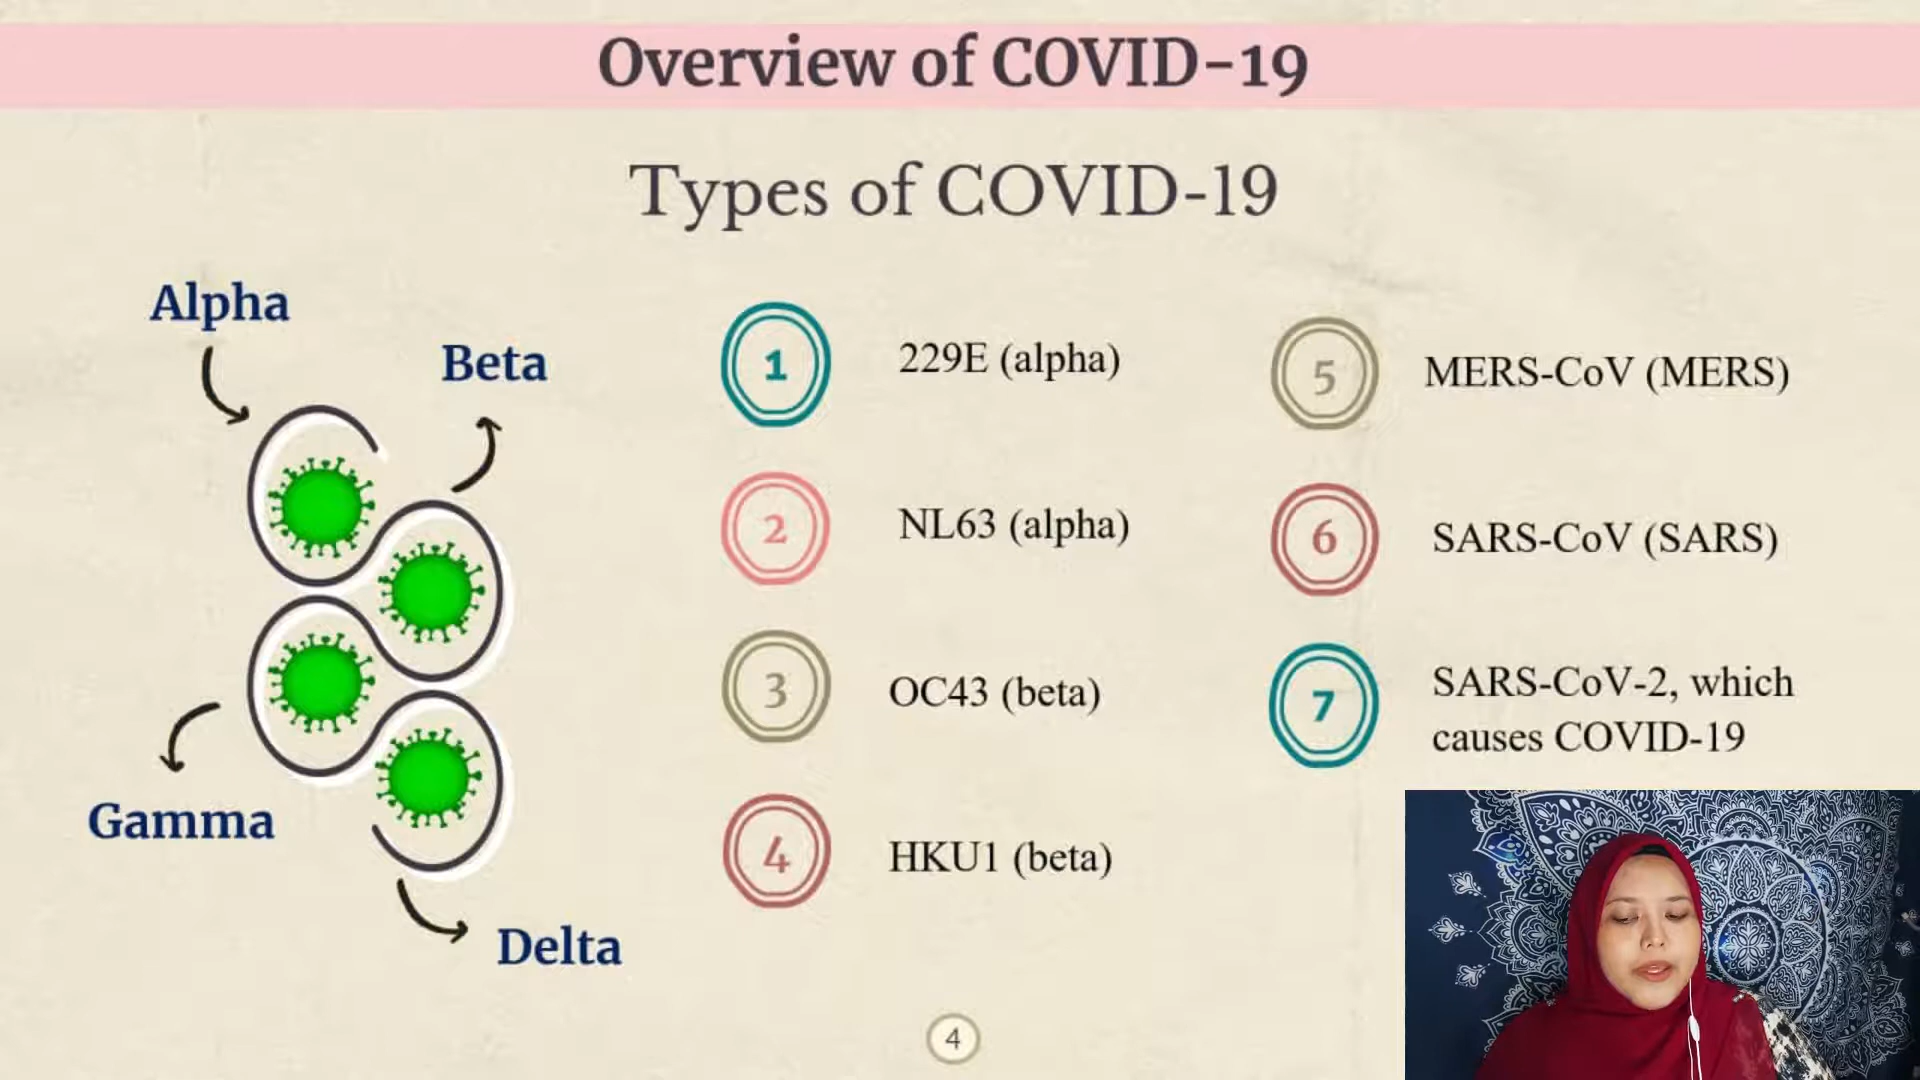 Overview of COVID-19
Types of COVID-19
Alpha
Beta
Gamma
Delta
1 229E (alpha)
2 NL63 (alpha)
3 OC43 (beta)
4 HKU1 (beta)
5 MERS-CoV (MERS)
6 SARS-CoV (SARS)
7 SARS-CoV-2, which
causes COVID-19
4